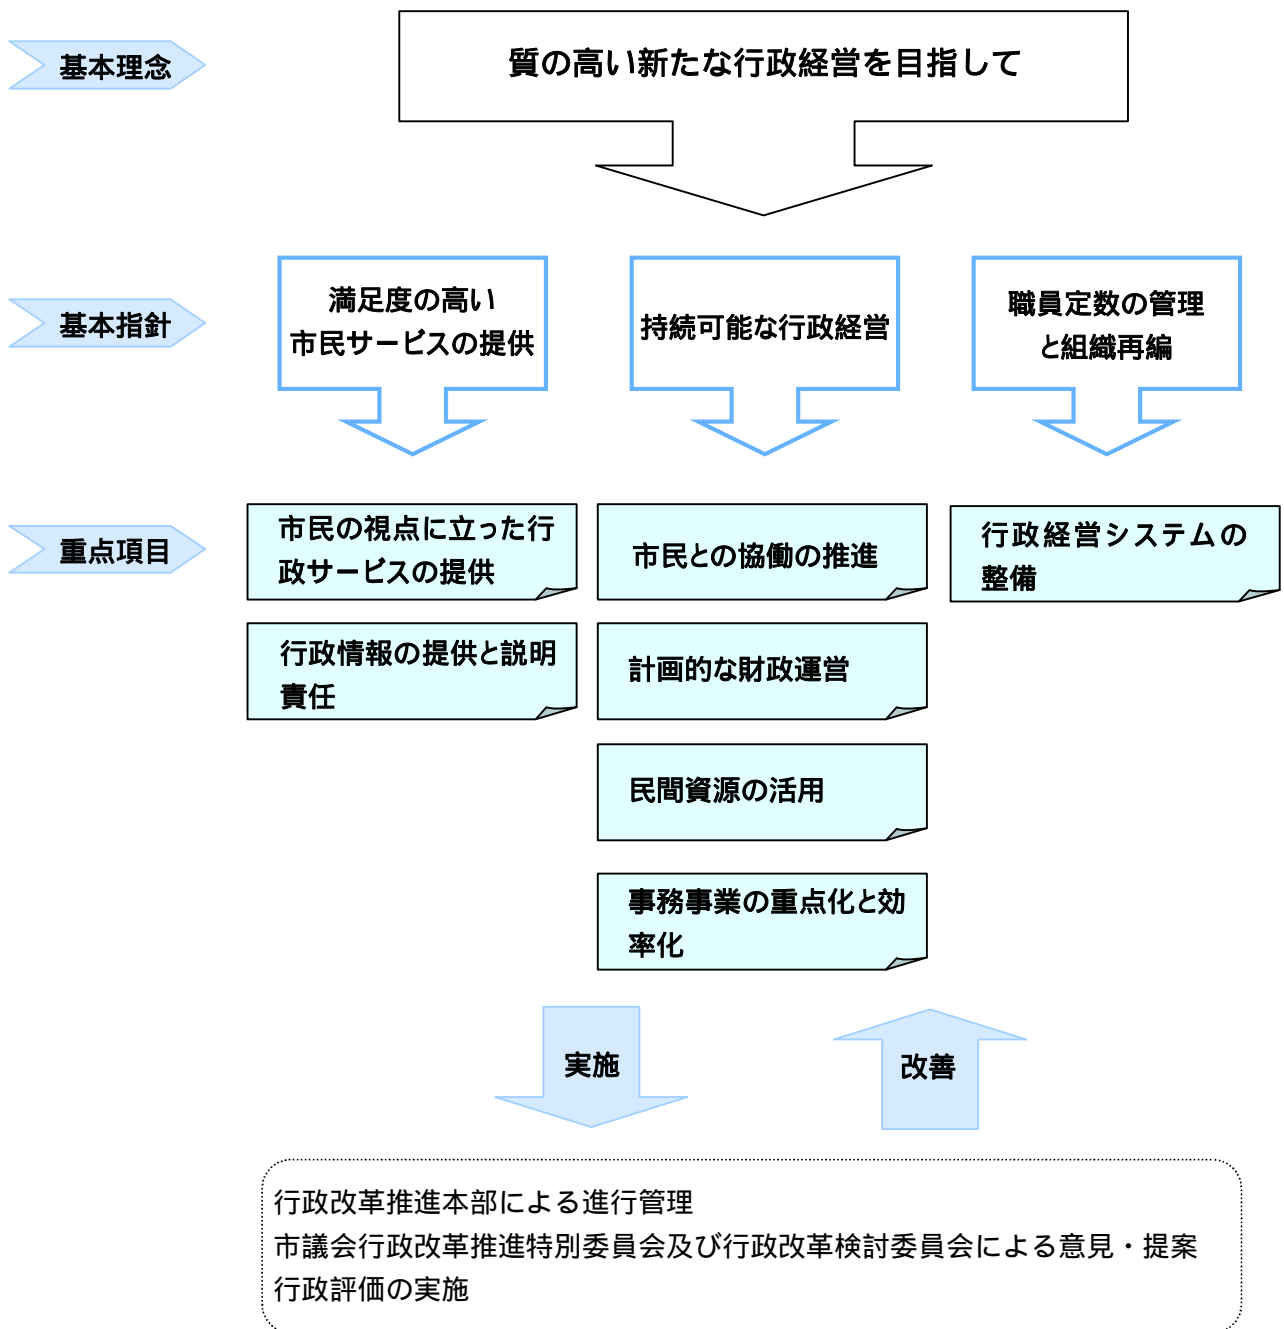 基本理念
質の高い新たな行政経営を目指して
基本指針
満足度の高い
市民サービスの提供
持続可能な行政経営
職員定数の管理
と組織再編
重点項目
市民の視点に立った行
政サービスの提供
行政情報の提供と説明
責任
市民との協働の推進
計画的な財政運営
民間資源の活用
事務事業の重点化と効
率化
行政経営システムの
整備
実施
改善
行政改革推進本部による進行管理
市議会行政改革推進特別委員会及び行政改革検討委員会による意見・提案
行政評価の実施